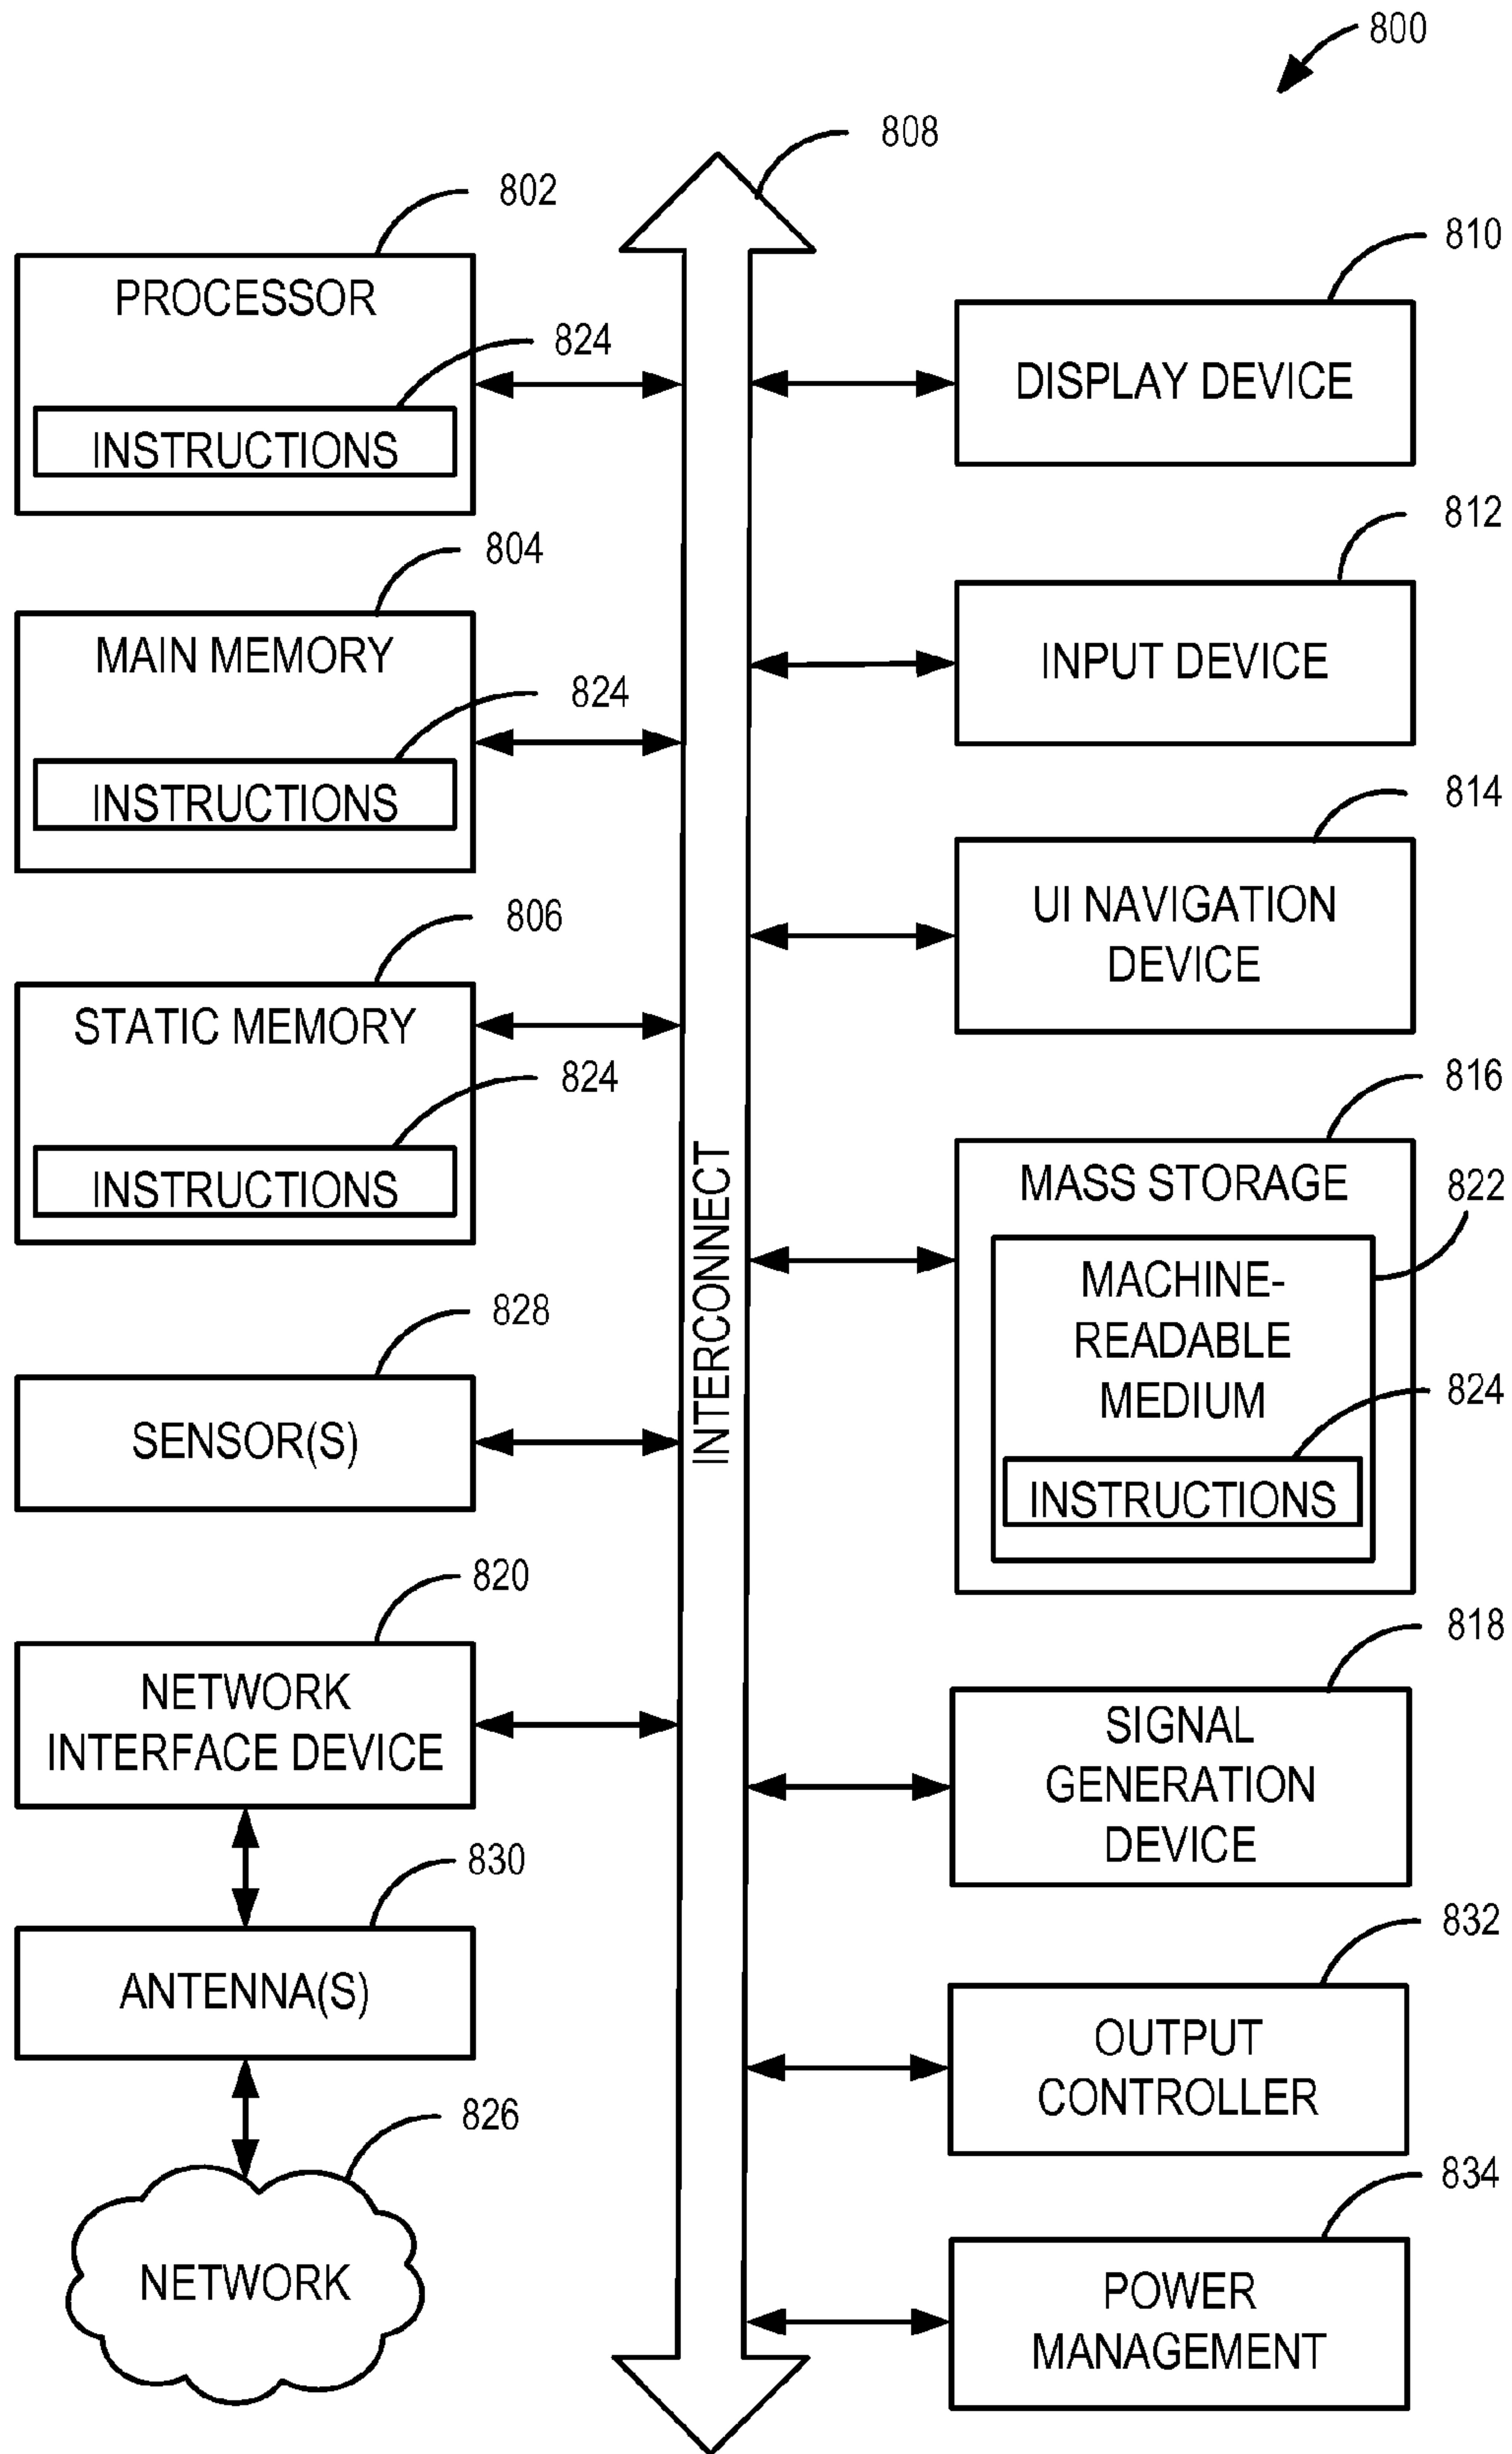 800
808
802
PROCESSOR
824
INSTRUCTIONS
804
MAIN MEMORY
824
INSTRUCTIONS
806
STATIC MEMORY
824
INSTRUCTIONS
828
SENSOR(S)
820
NETWORK
INTERFACE DEVICE
830
ANTENNA(S)
826
NETWORK
INTERCONNECT
810
DISPLAY DEVICE
812
INPUT DEVICE
814
UI NAVIGATION
DEVICE
816
MASS STORAGE
822
MACHINE-
READABLE
MEDIUM
824
INSTRUCTIONS
818
SIGNAL
GENERATION
DEVICE
832
OUTPUT
CONTROLLER
834
POWER
MANAGEMENT